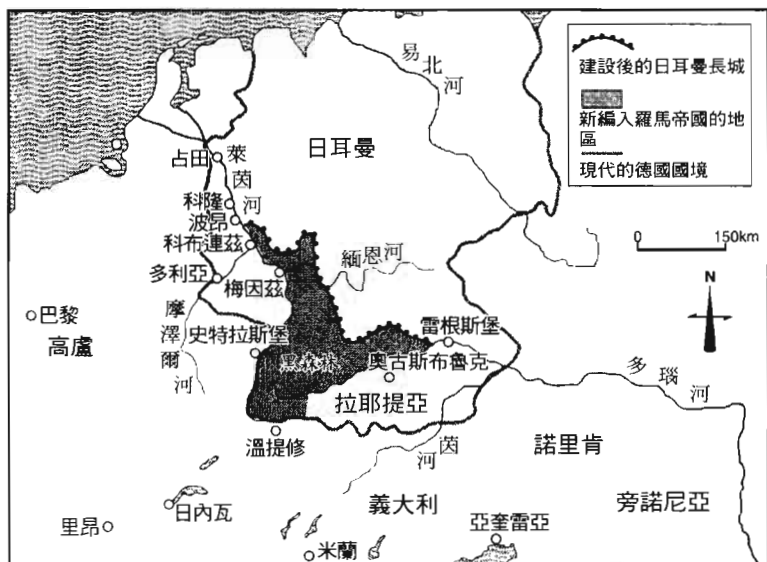 建設後的日耳曼長城
新編入羅馬帝國的地
區
現代的德國國境
0 150km
N
易北河
日耳曼
占田
萊茵河
科隆
波昂
科布連茲
緬恩河
多利亞
梅因茲
巴黎
高盧
摩澤爾河
史特拉斯堡
雷根斯堡
黑森林
奧古斯布魯克
多瑙河
拉耶提亞
溫提修
茵河
諾里肯
日內瓦
義大利
旁諾尼亞
里昂
亞奎雷亞
米蘭